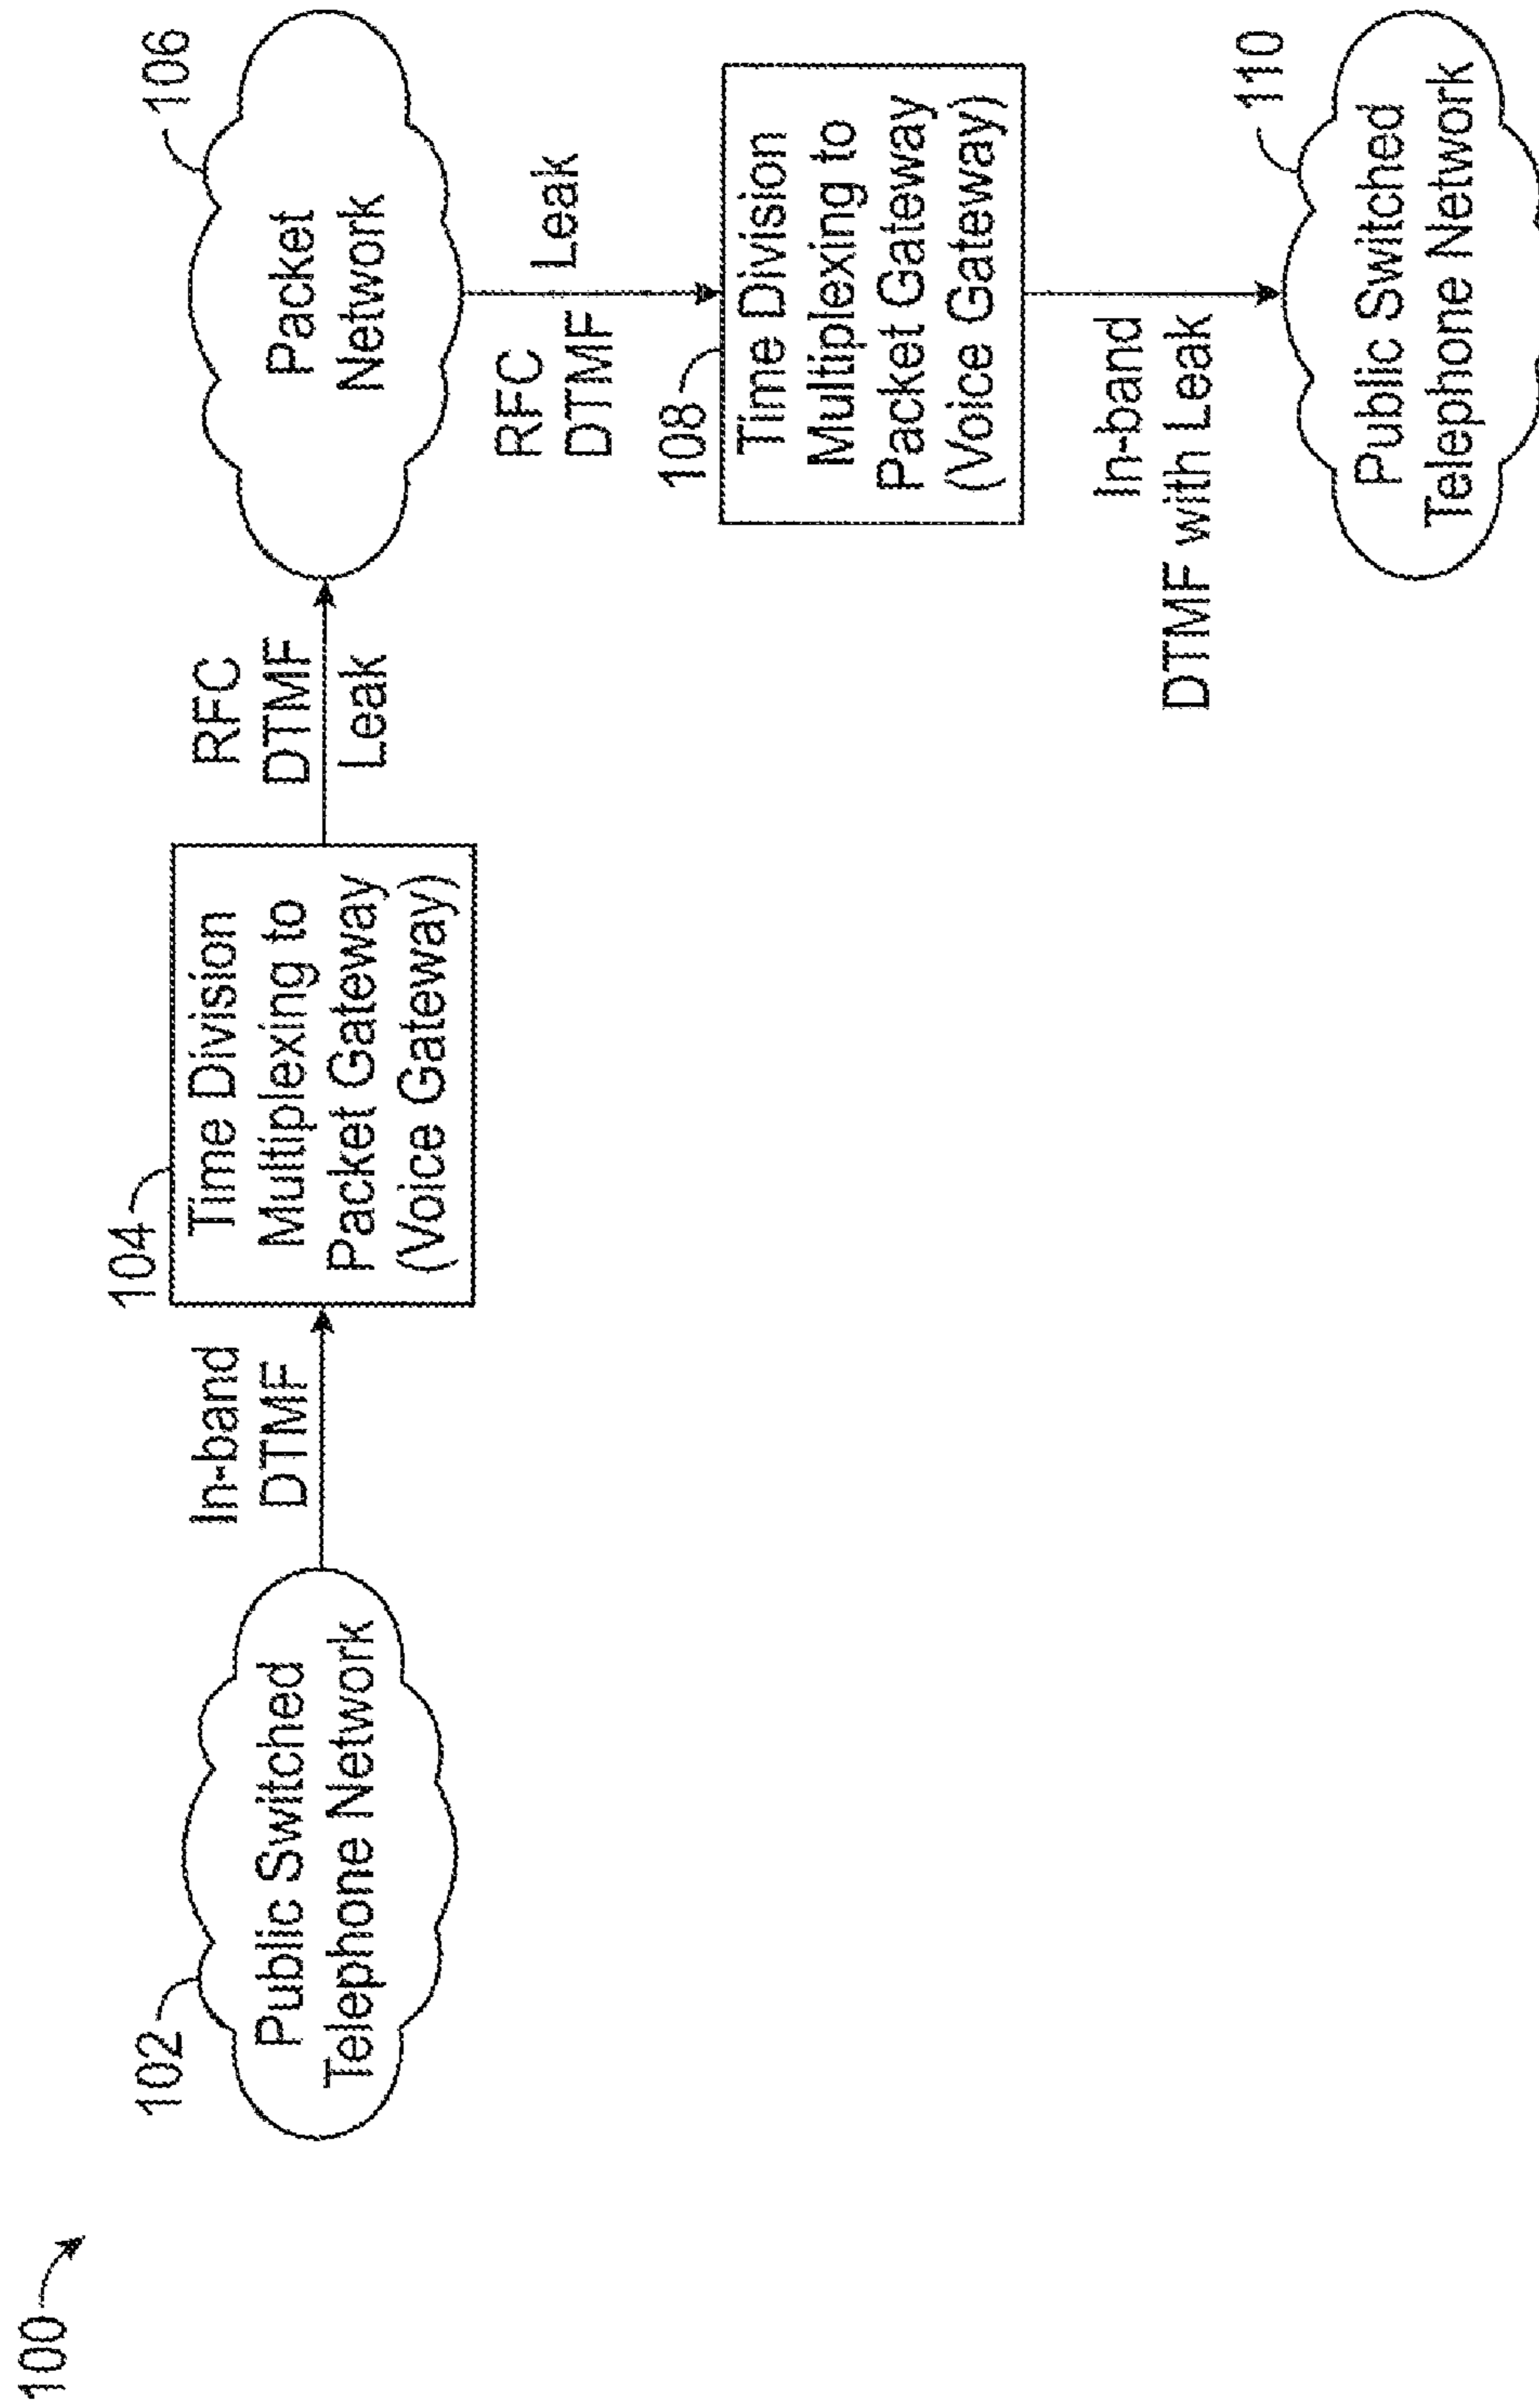 100
102
Public Switched
Telephone Network
In-band
DTMF
104
Time Division
Multiplexing to
Packet Gateway
(Voice Gateway)
RFC
DTMF
Leak
106
Packet
Network
RFC
DTMF
Leak
108
Time Division
Multiplexing to
Packet Gateway
(Voice Gateway)
In-band
DTMF with Leak
110
Public Switched
Telephone Network